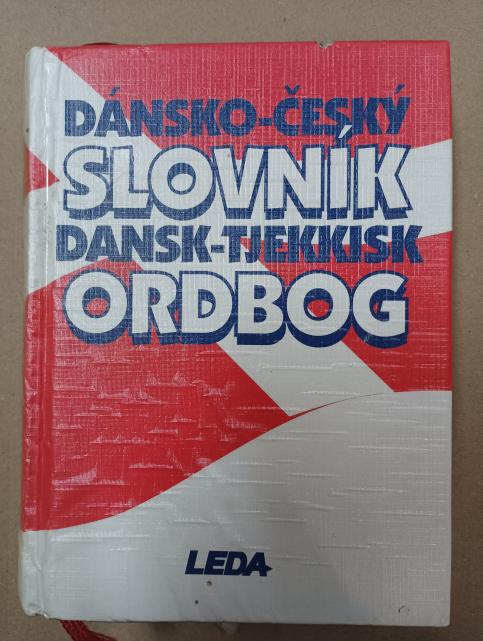 DÁNSKO-ČESKÝ
SLOVNÍK
DANSK-TJEKKISK
ORDBOG
LEDA